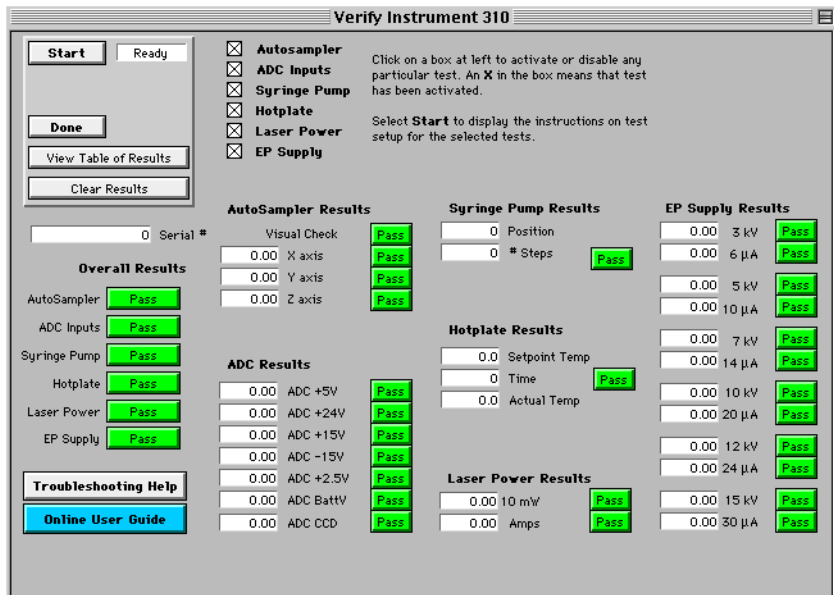 Verify Instrument 310
Start
Ready
Done
View Table of Results
Clear Results
Autosampler
ADC Inputs
Syringe Pump
Hotplate
Laser Power
EP Supply
Click on a box at left to activate or disable any
particular test. An X in the box means that test
has been activated.
Select Start to display the instructions on test
setup for the selected tests.
0 Serial #
Overall Results
AutoSampler Pass
ADC Inputs Pass
Syringe Pump Pass
Hotplate Pass
Laser Power Pass
EP Supply Pass
Troubleshooting Help
Online User Guide
AutoSampler Results
Visual Check Pass
0.00 X axis Pass
0.00 Y axis Pass
0.00 Z axis Pass
ADC Results
0.00 ADC +5V Pass
0.00 ADC +24V Pass
0.00 ADC +15V Pass
0.00 ADC -15V Pass
0.00 ADC +2.5V Pass
0.00 ADC BattV Pass
0.00 ADC CCD Pass
Syringe Pump Results
0 Position
0 # Steps Pass
Hotplate Results
0.0 Setpoint Temp
0 Time Pass
0.0 Actual Temp
Laser Power Results
0.00 10 mW Pass
0.00 Amps Pass
EP Supply Results
0.00 3 kV Pass
0.00 6 µA Pass
0.00 5 kV Pass
0.00 10 µA Pass
0.00 7 kV Pass
0.00 14 µA Pass
0.00 10 kV Pass
0.00 20 µA Pass
0.00 12 kV Pass
0.00 24 µA Pass
0.00 15 kV Pass
0.00 30 µA Pass